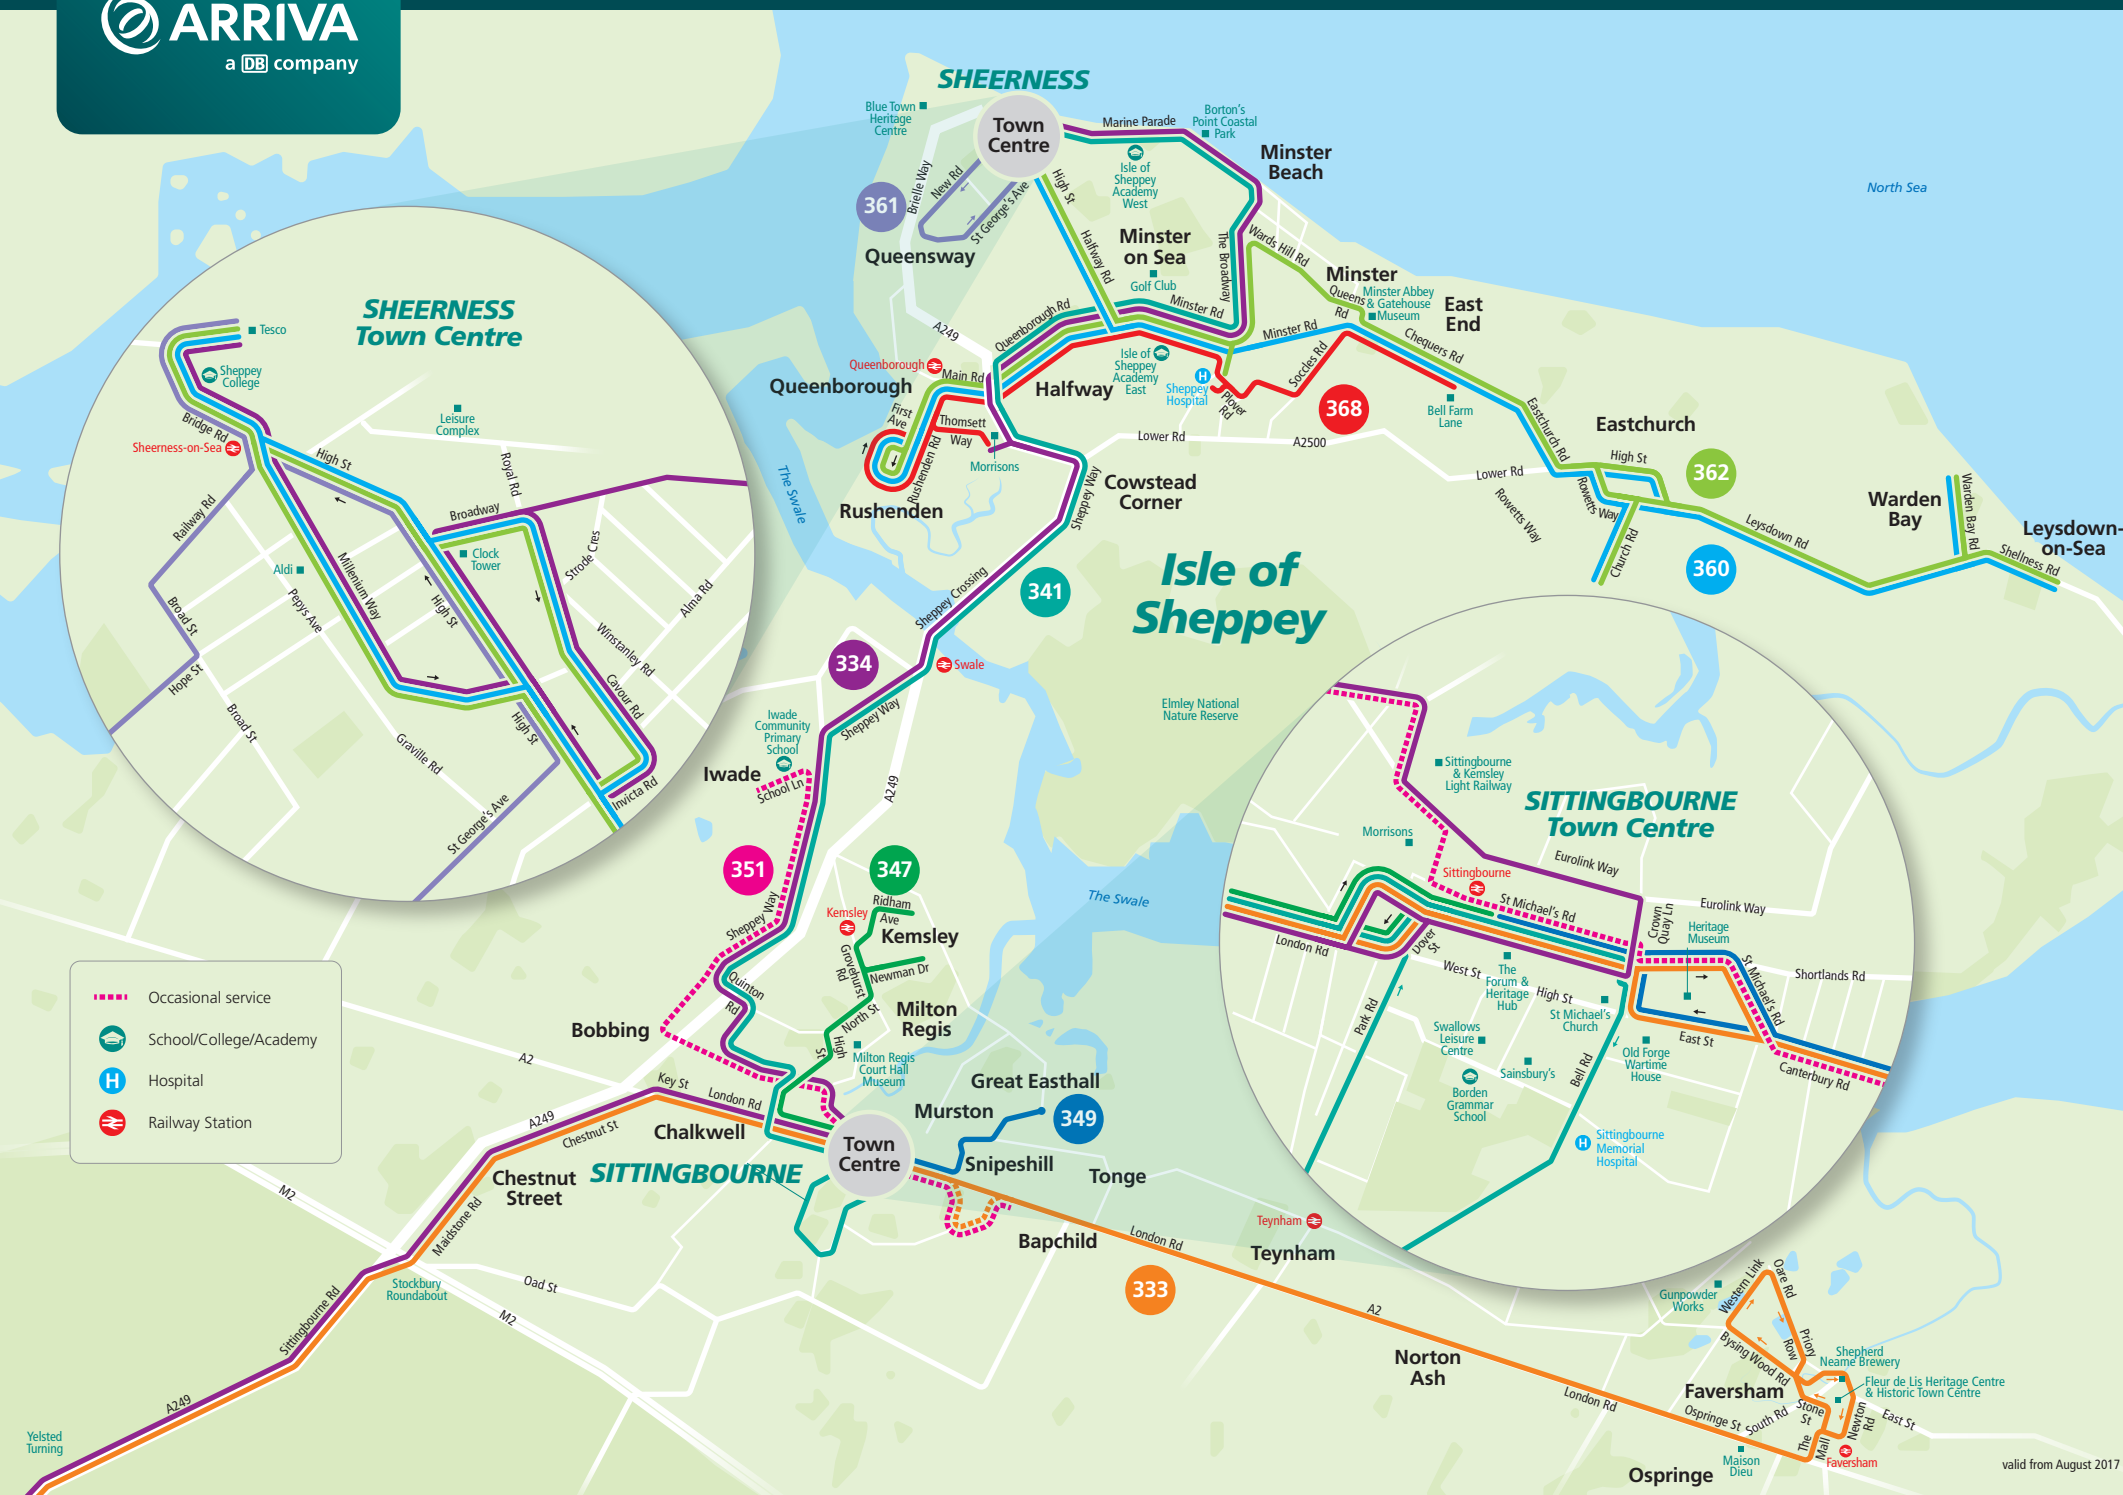 ARRIVA
a DB company
SHEERNESS
Town
Centre
Blue Town
Heritage
Centre
Marine Parade
Borton's
Point Coastal
Park
Minster
Beach
North Sea
Isle of
Sheppey
Academy
West
361
Brielle Way
New Rd
St George's Ave
High St
Halfway Rd
Queensway
Minster
on Sea
Golf Club
The Broadway
Wards Hill Rd
Minster
Queens
Rd
Minster Abbey
& Gatehouse
Museum
East
End
A249
Queenborough Rd
Minster Rd
Minster Rd
Chequers Rd
Queenborough
Queenborough
Main Rd
Halfway
Isle of
Sheppey
Academy
East
H
Sheppey
Hospital
Plover
Rd
Soccles Rd
368
Bell Farm
Lane
First
Ave
Thomsett
Way
Morrisons
Rushenden Rd
Rushenden
Lower Rd
A2500
Lower Rd
Eastchurch Rd
Eastchurch
High St
362
Rowetts Way
Rowetts Way
Church Rd
Leysdown Rd
360
Warden
Bay
Warden Bay Rd
Leysdown-
on-Sea
Shellness Rd
The Swale
Cowstead
Corner
Sheppey Way
Sheppey Crossing
341
Isle of
Sheppey
334
Swale
Elmley National
Nature Reserve
Sheppey Way
Iwade
Community
Primary
School
Iwade
School Ln
A249
351
347
Sheppey Way
Kemsley
Ridham
Ave
Kemsley
Grovehurst
Rd
Newman Dr
The Swale
Quinton
Rd
North St
Milton
Regis
High
St
Milton Regis
Court Hall
Museum
Bobbing
A2
Key St
London Rd
Great Easthall
Murston
349
A249
Chestnut St
Chalkwell
Town
Centre
Snipeshill
Tonge
Chestnut
Street
SITTINGBOURNE
M2
Maidstone Rd
Bapchild
London Rd
Teynham
Teynham
Stockbury
Roundabout
Oad St
M2
333
A2
Sittingbourne Rd
A249
Yelsted
Turning
Norton
Ash
London Rd
Gunpowder
Works
Western Link
Oare Rd
Bysing Wood Rd
Priory
Row
Shepherd
Neame Brewery
Fleur de Lis Heritage Centre
& Historic Town Centre
Faversham
Stone
St
Ospringe St
South Rd
Newton
Rd
East St
The
Mall
Faversham
Maison
Dieu
Ospringe
valid from August 2017
SHEERNESS
Town Centre
Tesco
Sheppey
College
Bridge Rd
Sheerness-on-Sea
Leisure
Complex
High St
Royal Rd
Broadway
Railway Rd
Clock
Tower
Strode Cres
Aldi
Millenium Way
High St
Pepys Ave
Alma Rd
Broad St
Winstanley Rd
Hope St
Cavour Rd
Broad St
High St
Graville Rd
Invicta Rd
St George's Ave
Occasional service
School/College/Academy
H
Hospital
Railway Station
Sittingbourne
& Kemsley
Light Railway
SITTINGBOURNE
Town Centre
Morrisons
Sittingbourne
Eurolink Way
St Michael's Rd
Crown
Quay Ln
Eurolink Way
Heritage
Museum
London Rd
Dover
St
West St
The
Forum &
Heritage
Hub
High St
St Michael's
Church
St Michael's Rd
Shortlands Rd
Park Rd
Swallows
Leisure
Centre
Sainsbury's
Borden
Grammar
School
Bell Rd
Old Forge
Wartime
House
East St
Canterbury Rd
H
Sittingbourne
Memorial
Hospital